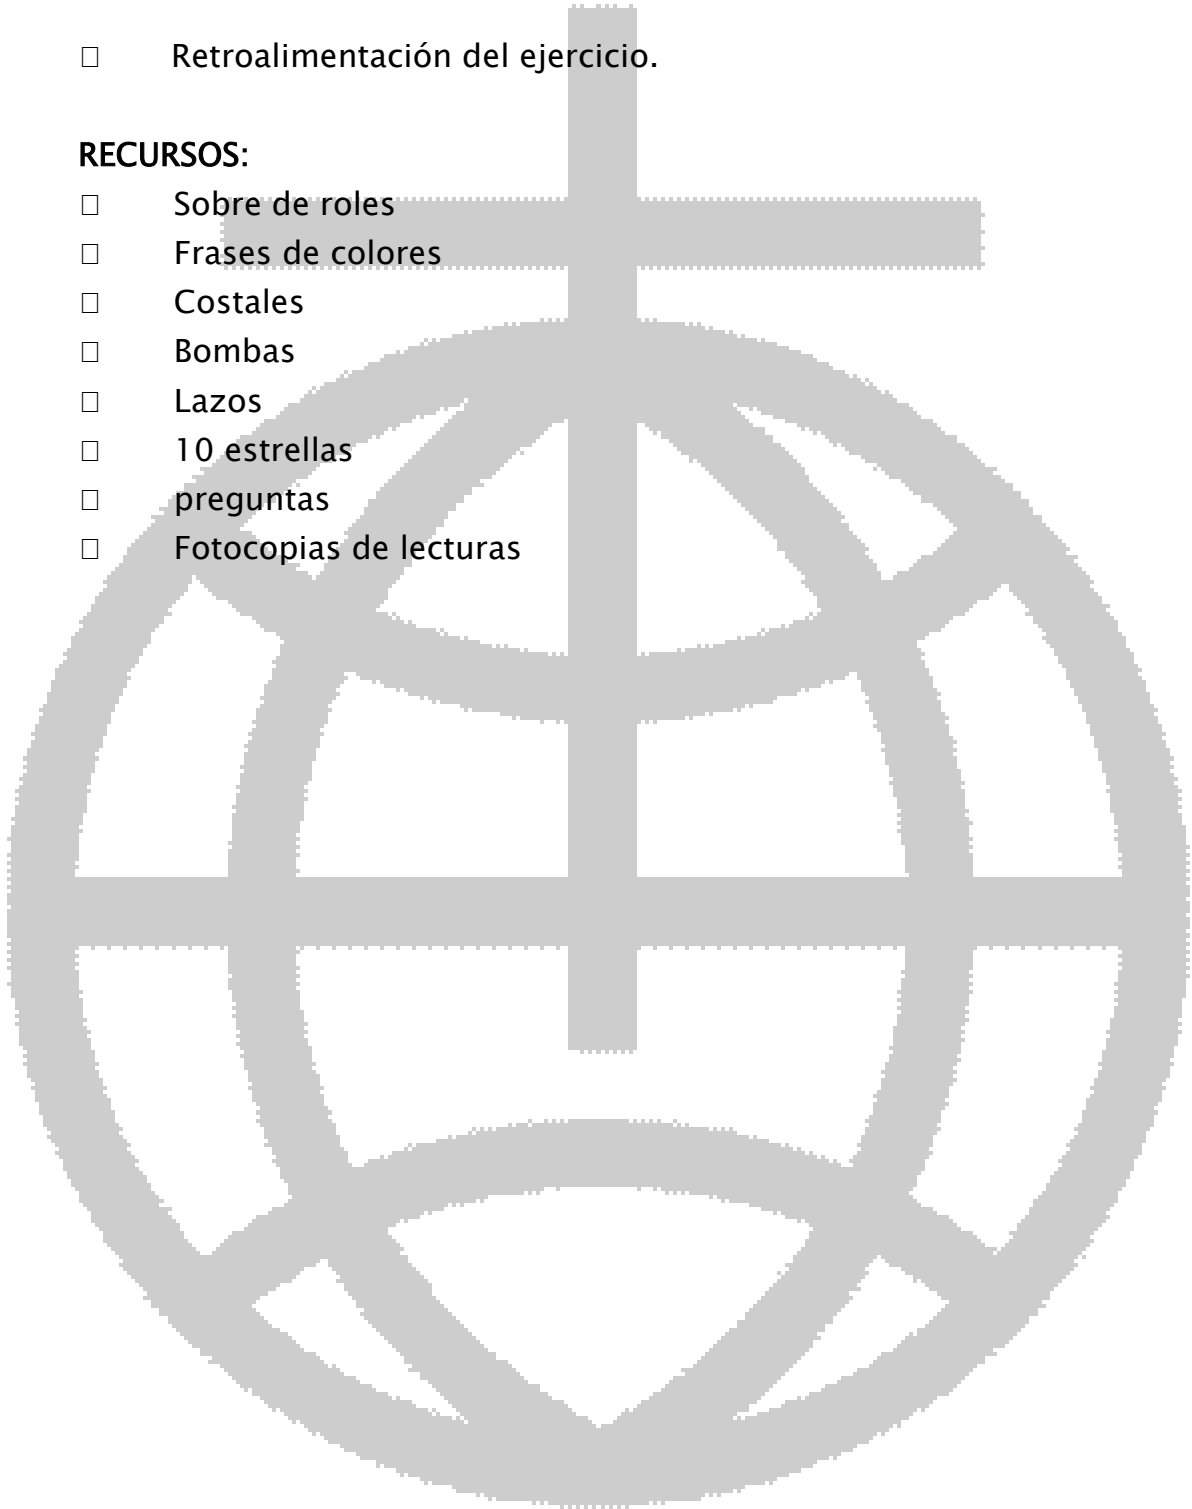 □ Retroalimentación del ejercicio.
RECURSOS:
□ Sobre de roles
□ Frases de colores
□ Costales
□ Bombas
□ Lazos
□ 10 estrellas
□ preguntas
□ Fotocopias de lecturas